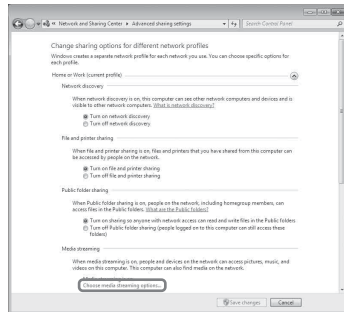 « Network and Sharing Center ▸ Advanced sharing settings
Search Control Panel
Change sharing options for different network profiles
Windows creates a separate network profile for each network you use. You can choose specific options for
each profile.
Home or Work (current profile)
Network discovery
When network discovery is on, this computer can see other network computers and devices and is
visible to other network computers. What is network discovery?
Turn on network discovery
Turn off network discovery
File and printer sharing
When file and printer sharing is on, files and printers that you have shared from this computer can
be accessed by people on the network.
Turn on file and printer sharing
Turn off file and printer sharing
Public folder sharing
When Public folder sharing is on, people on the network, including homegroup members, can
access files in the Public folders. What are the Public folders?
Turn on sharing so anyone with network access can read and write files in the Public folders
Turn off Public folder sharing (people logged on to this computer can still access these
folders)
Media streaming
When media streaming is on, people and devices on the network can access pictures, music, and
videos on this computer. This computer can also find media on the network.
Choose media streaming options...
Save changes
Cancel